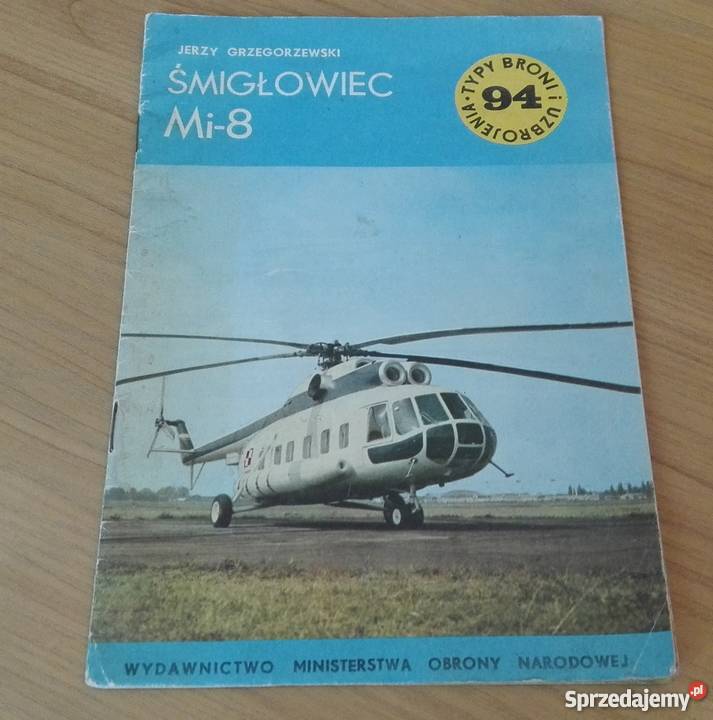 JERZY GRZEGORZEWSKI
ŚMIGŁOWIEC
Mi-8
TYPY BRONI i UZBROJENIA
94
WYDAWNICTWO MINISTERSTWA OBRONY NARODOWEJ
Sprzedajemy.pl